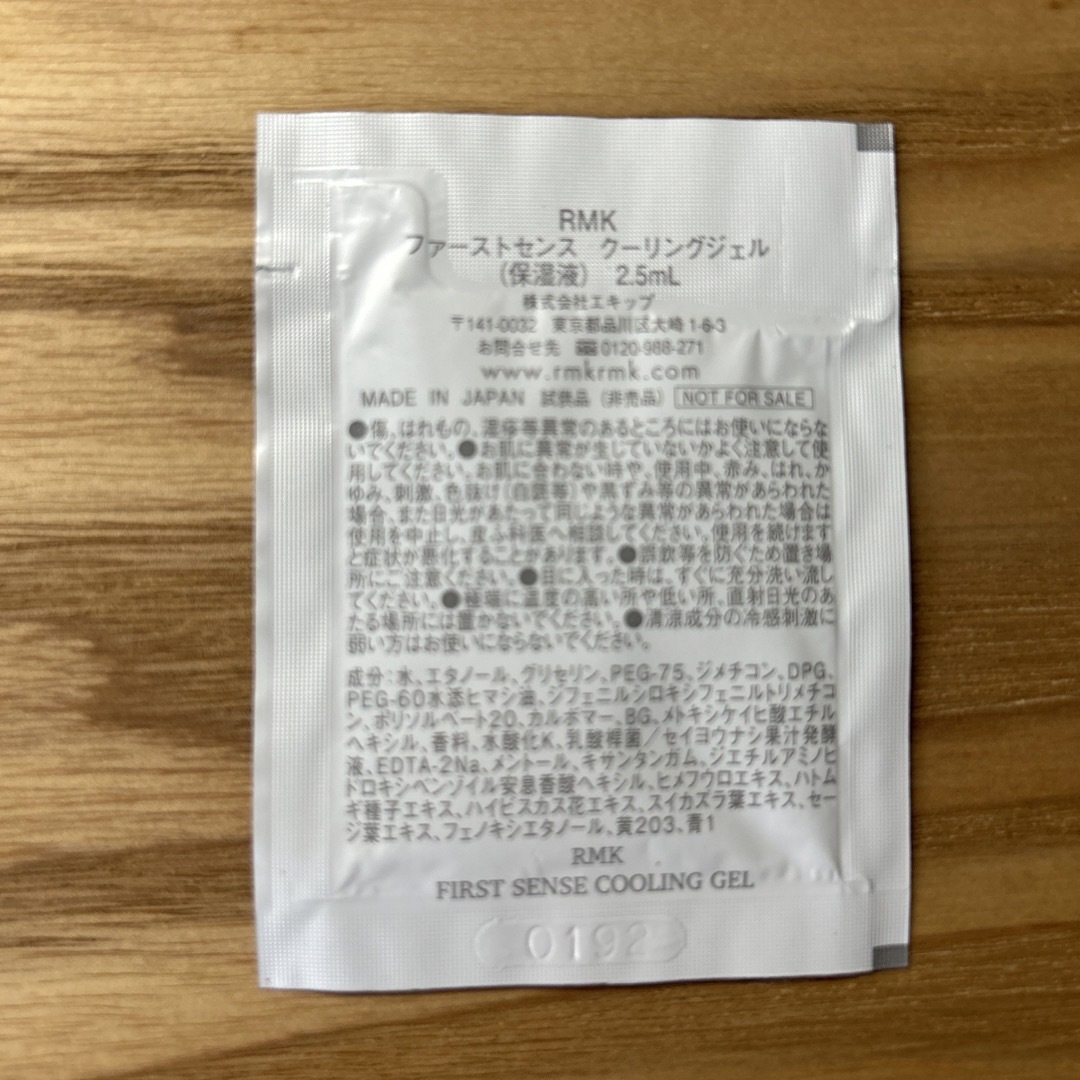 RMK
ファーストセンス クーリングジェル
(保湿液) 2.5mL
株式会社エキップ
〒141-0032 東京都品川区大崎1-6-3
お問合せ先 0120-988-271
www.rmkrmk.com
MADE IN JAPAN 試供品 (非売品) NOT FOR SALE
●傷、はれもの、湿疹等異常のあるところにはお使いにならな
いでください。●お肌に異常が生じていないかよく注意して使
用してください。お肌に合わない時や、使用中、赤み、はれ、か
ゆみ、刺激、色抜け(白斑等)や黒ずみ等の異常があらわれた
場合、また日光があたって同じような異常があらわれた場合は
使用を中止し、皮ふ科医へ相談してください。使用を続けます
と症状が悪化することがあります。●誤飲等を防ぐため置き場
所にご注意ください。●目に入った時は、すぐに充分洗い流し
てください。●極端に温度の高い所や低い所、直射日光のあ
たる場所には置かないでください。●清涼成分の冷感刺激に
弱い方はお使いにならないでください。
成分:水、エタノール、グリセリン、PEG-75、ジメチコン、DPG、
PEG-60水添ヒマシ油、ジフェニルシロキシフェニルトリメチコ
ン、ポリソルベート20、カルボマー、BG、メトキシケイヒ酸エチル
ヘキシル、香料、水酸化K、乳酸桿菌/セイヨウナシ果汁発酵
液、EDTA-2Na、メントール、キサンタンガム、ジエチルアミノヒ
ドロキシベンゾイル安息香酸ヘキシル、ヒメフウロエキス、ハトム
ギ種子エキス、ハイビスカス花エキス、スイカズラ葉エキス、セー
ジ葉エキス、フェノキシエタノール、黄203、青1
RMK
FIRST SENSE COOLING GEL
0192